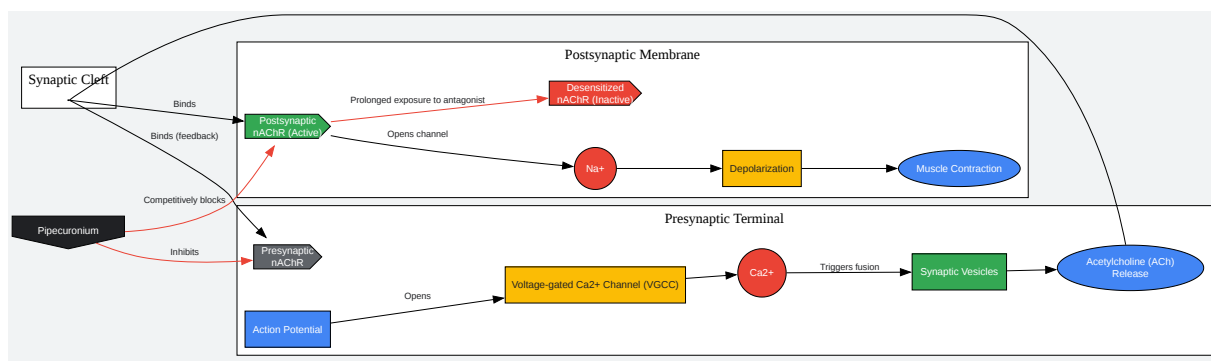 Postsynaptic Membrane
Synaptic Cleft
Desensitized
nAChR (Inactive)
Prolonged exposure to antagonist
Binds
Postsynaptic
nAChR (Active)
Binds (feedback)
Opens channel
Na+
Depolarization
Muscle Contraction
Competitively blocks
Presynaptic Terminal
Pipecuronium
Inhibits
Presynaptic
nAChR
Voltage-gated Ca2+ Channel (VGCC)
Ca2+
Triggers fusion
Synaptic Vesicles
Acetylcholine (ACh)
Release
Opens
Action Potential